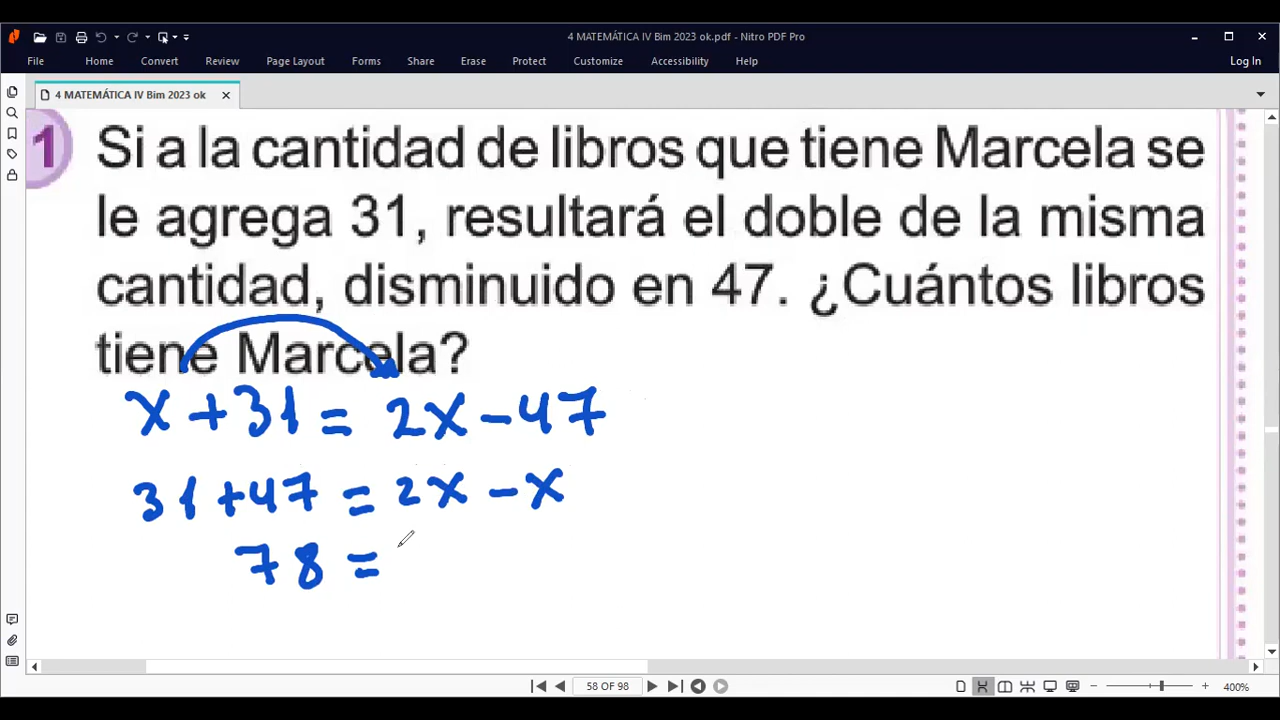 4 MATEMÁTICA IV Bim 2023 ok.pdf - Nitro PDF Pro
File Home Convert Review Page Layout Forms Share Erase Protect Customize Accessibility Help Log In
4 MATEMÁTICA IV Bim 2023 ok
1 Si a la cantidad de libros que tiene Marcela se
le agrega 31, resultará el doble de la misma
cantidad, disminuido en 47. ¿Cuántos libros
tiene Marcela?
x + 31 = 2x - 47
31 + 47 = 2x - x
78 =
58 OF 98 400%